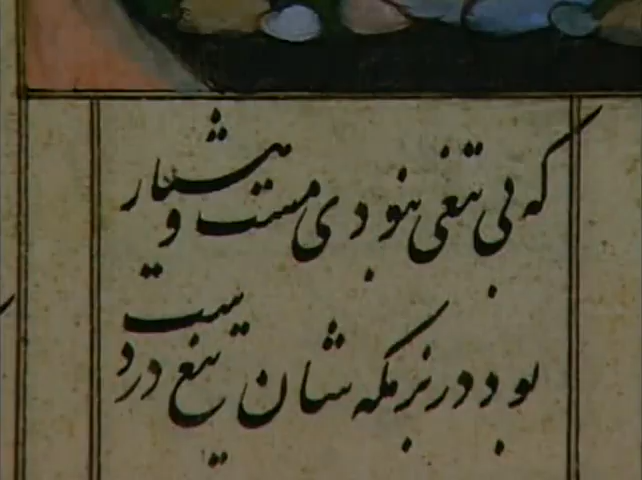 که بی تیغی نبودی مست و هشیار
بود در بزمگه شان تیغ در دست